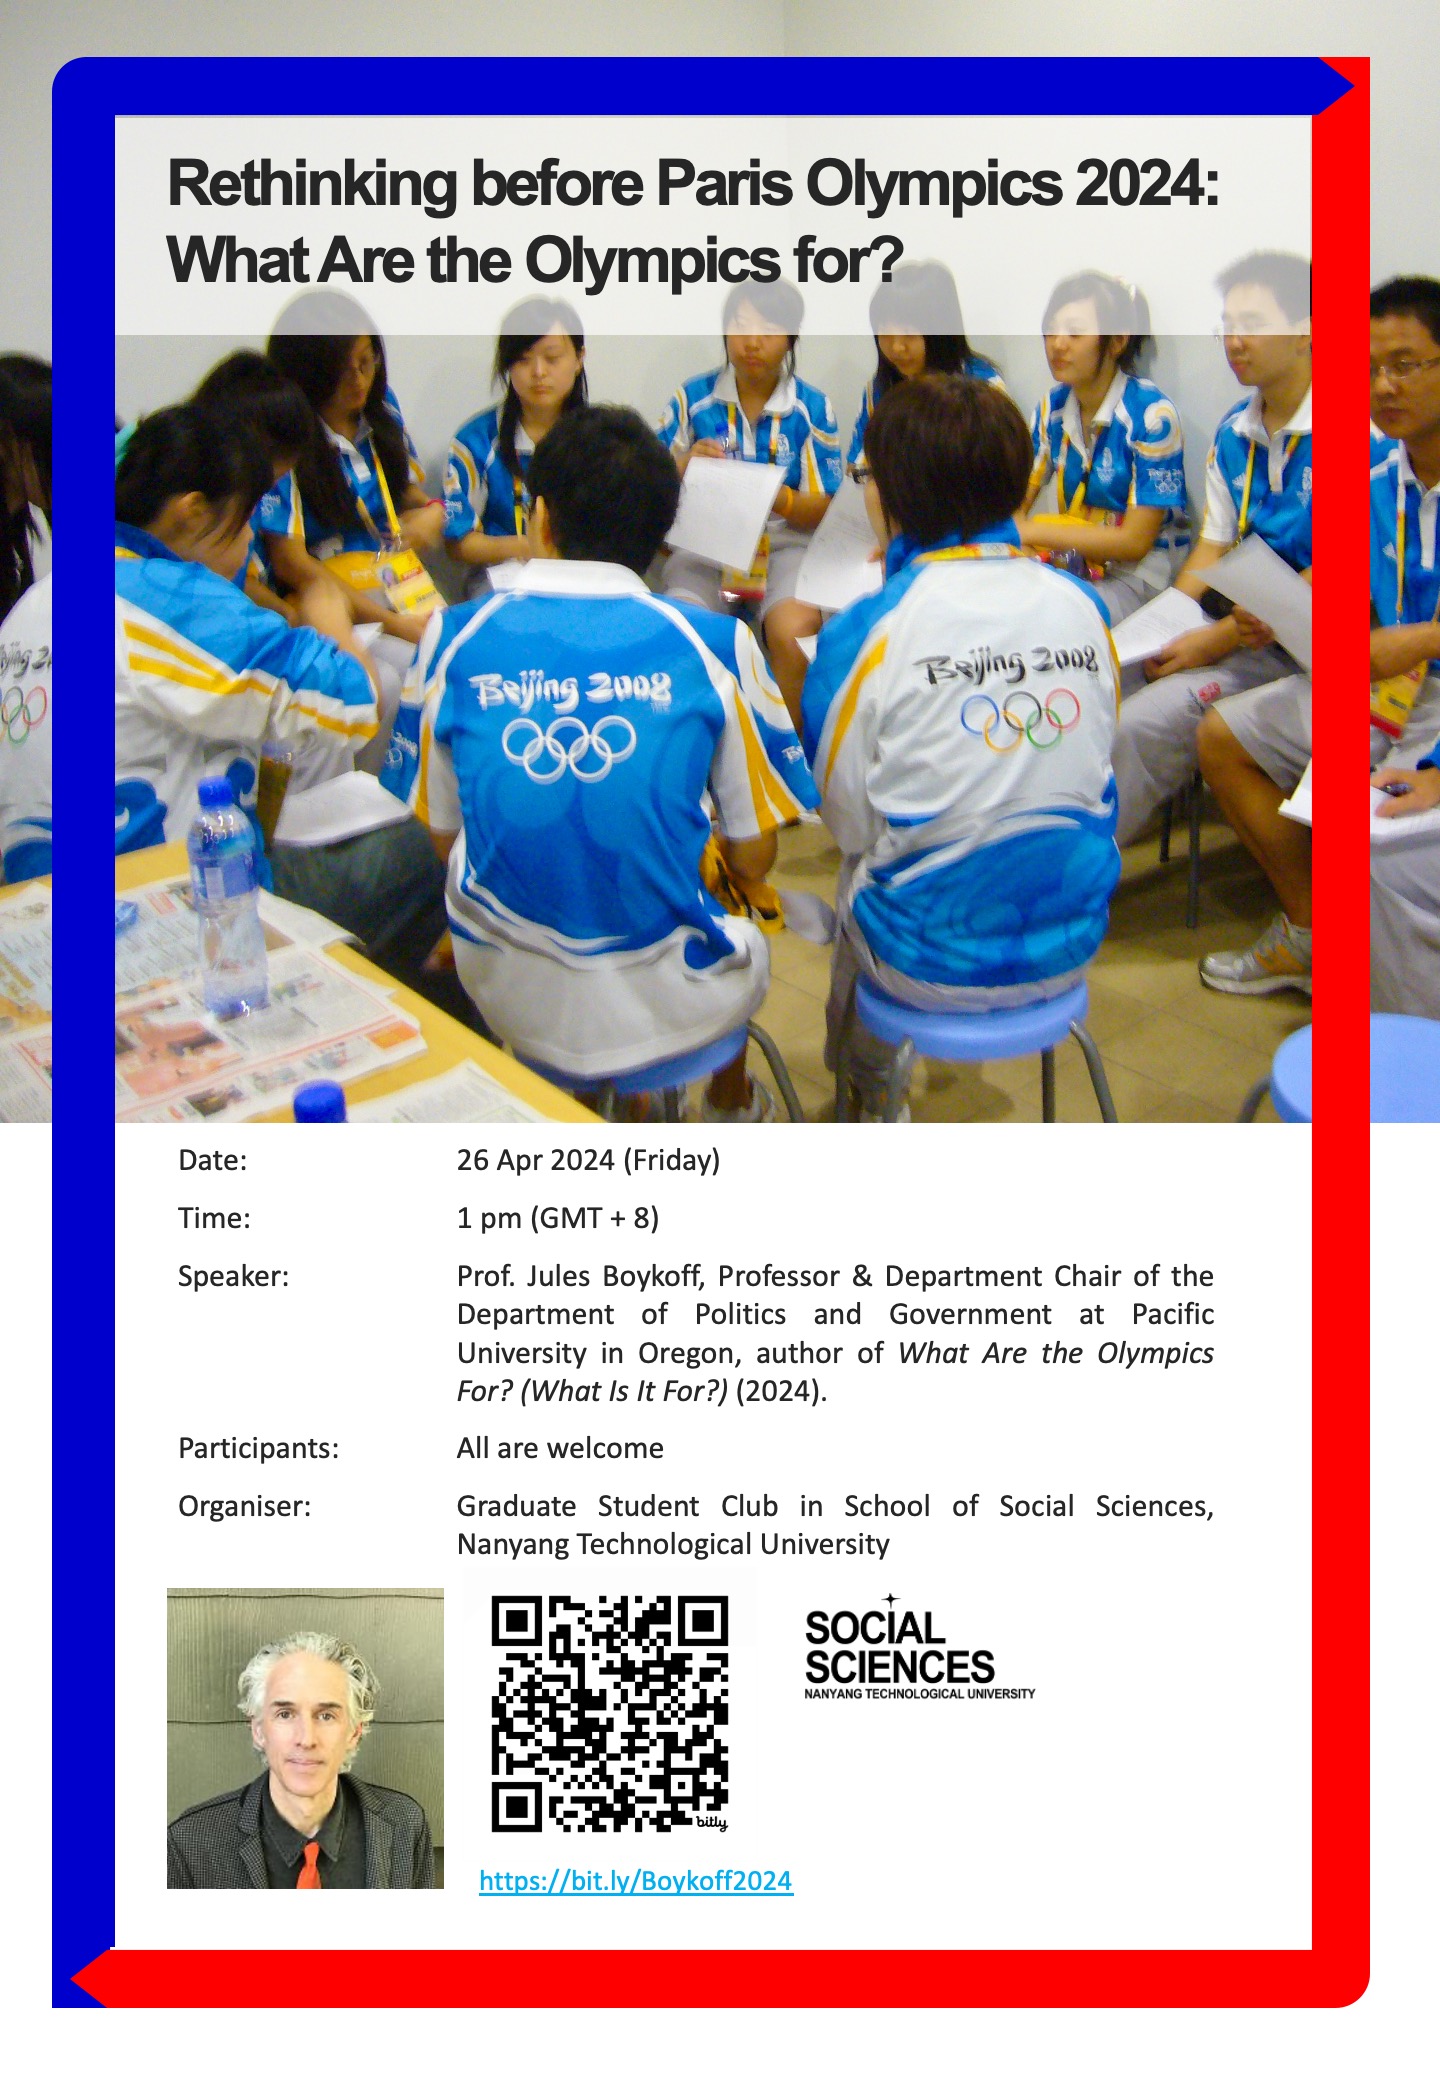 Rethinking before Paris Olympics 2024:
What Are the Olympics for?
Beijing 2008
Beijing 2008
Date: 26 Apr 2024 (Friday)
Time: 1 pm (GMT + 8)
Speaker: Prof. Jules Boykoff, Professor & Department Chair of the
Department of Politics and Government at Pacific
University in Oregon, author of What Are the Olympics
For? (What Is It For?) (2024).
Participants: All are welcome
Organiser: Graduate Student Club in School of Social Sciences,
Nanyang Technological University
bitly
SOCIAL
SCIENCES
NANYANG TECHNOLOGICAL UNIVERSITY
https://bit.ly/Boykoff2024